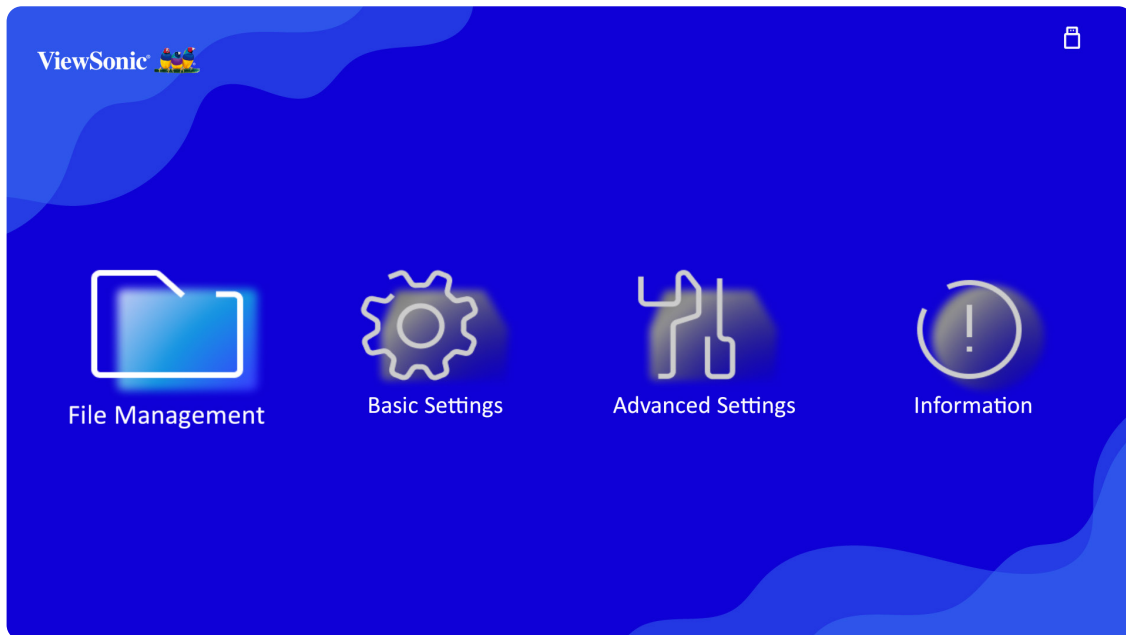 ViewSonic®
File Management
Basic Settings
Advanced Settings
Information